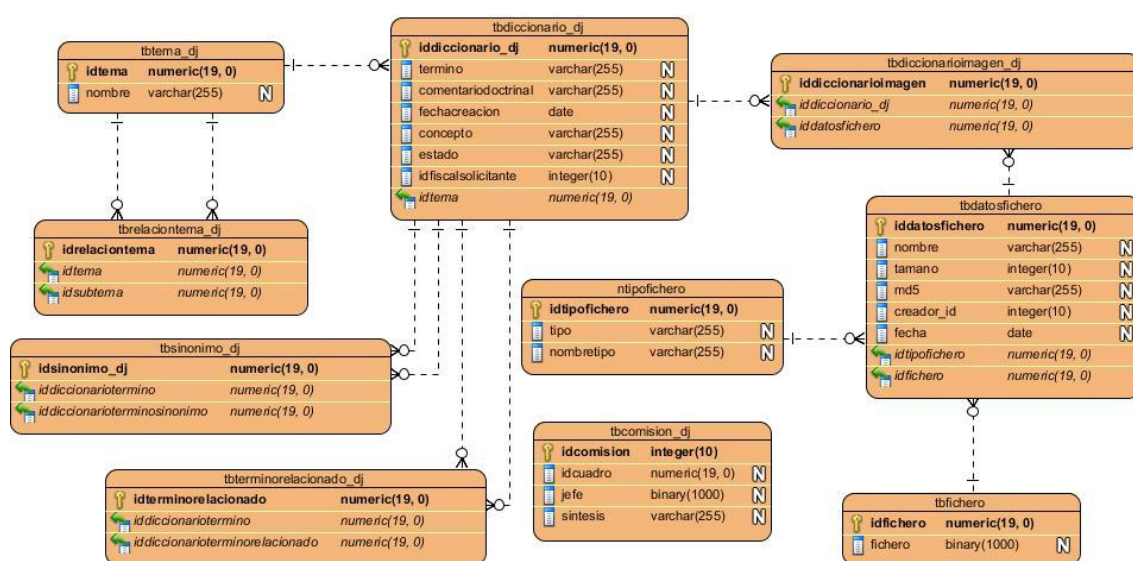 tbdiccionario_dj
iddiccionario_dj numeric(19, 0)
termino varchar(255) N
comentariodoctrinal varchar(255) N
fechacreacion date N
concepto varchar(255) N
estado varchar(255) N
idfiscalsolicitante integer(10) N
idtema numeric(19, 0)
tbtema_dj
idtema numeric(19, 0)
nombre varchar(255) N
tbdiccionarioimagen_dj
iddiccionarioimagen numeric(19, 0)
iddiccionario_dj numeric(19, 0)
iddatosfichero numeric(19, 0)
tbrelaciontema_dj
idrelaciontema numeric(19, 0)
idtema numeric(19, 0)
idsubtema numeric(19, 0)
tbdatosfichero
iddatosfichero numeric(19, 0)
nombre varchar(255) N
tamano integer(10) N
md5 varchar(255) N
creador_id integer(10) N
fecha date N
idtipofichero numeric(19, 0)
idfichero numeric(19, 0)
ntipofichero
idtipofichero numeric(19, 0)
tipo varchar(255) N
nombretipo varchar(255) N
tbsinonimo_dj
idsinonimo_dj numeric(19, 0)
iddiccionariotermino numeric(19, 0)
iddiccionarioterminosinonimo numeric(19, 0)
tbcomision_dj
idcomision integer(10)
idcuadro numeric(19, 0) N
jefe binary(1000) N
sintesis varchar(255) N
tbterminorelacionado_dj
idterminorelacionado numeric(19, 0)
iddiccionariotermino numeric(19, 0)
iddiccionarioterminorelacionado numeric(19, 0)
tbfichero
idfichero numeric(19, 0)
fichero binary(1000) N